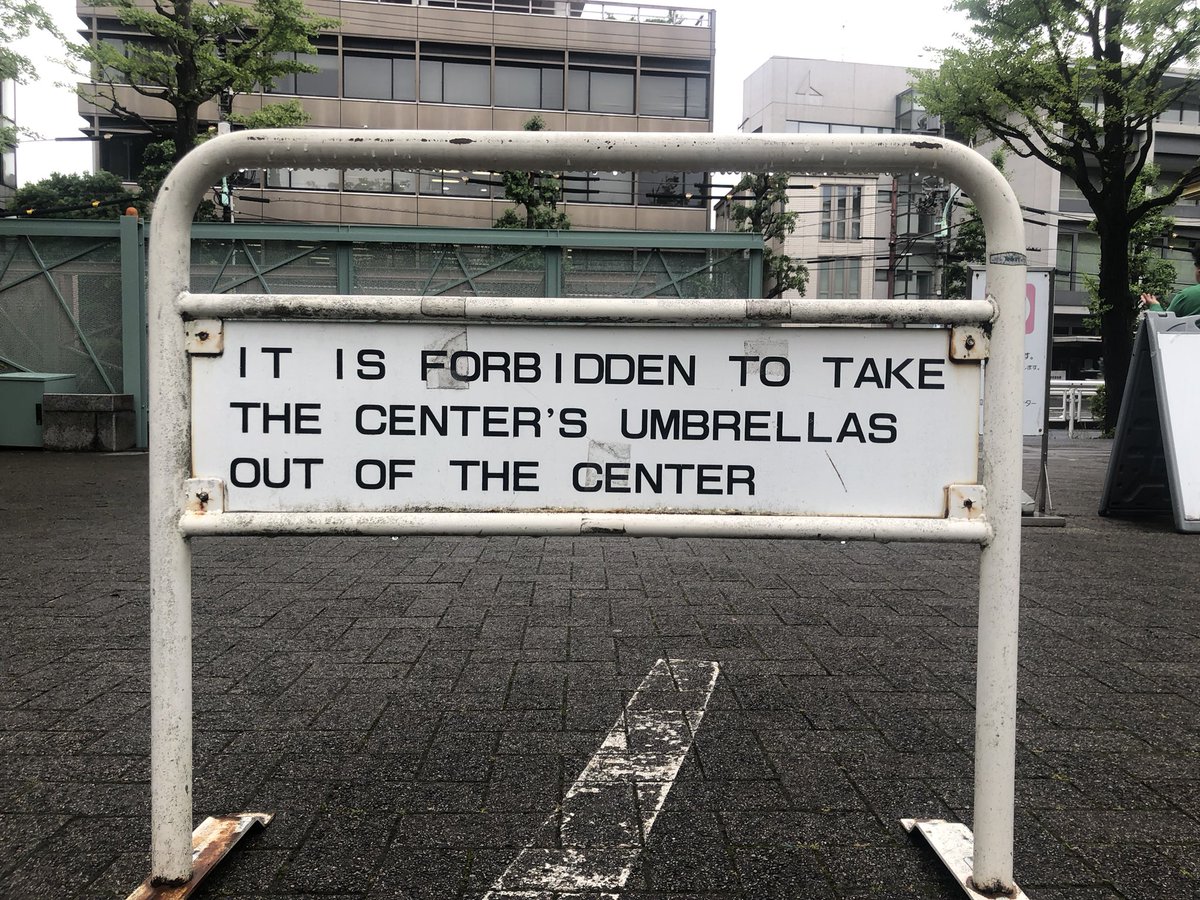 IT IS FORBIDDEN TO TAKE
THE CENTER'S UMBRELLAS
OUT OF THE CENTER